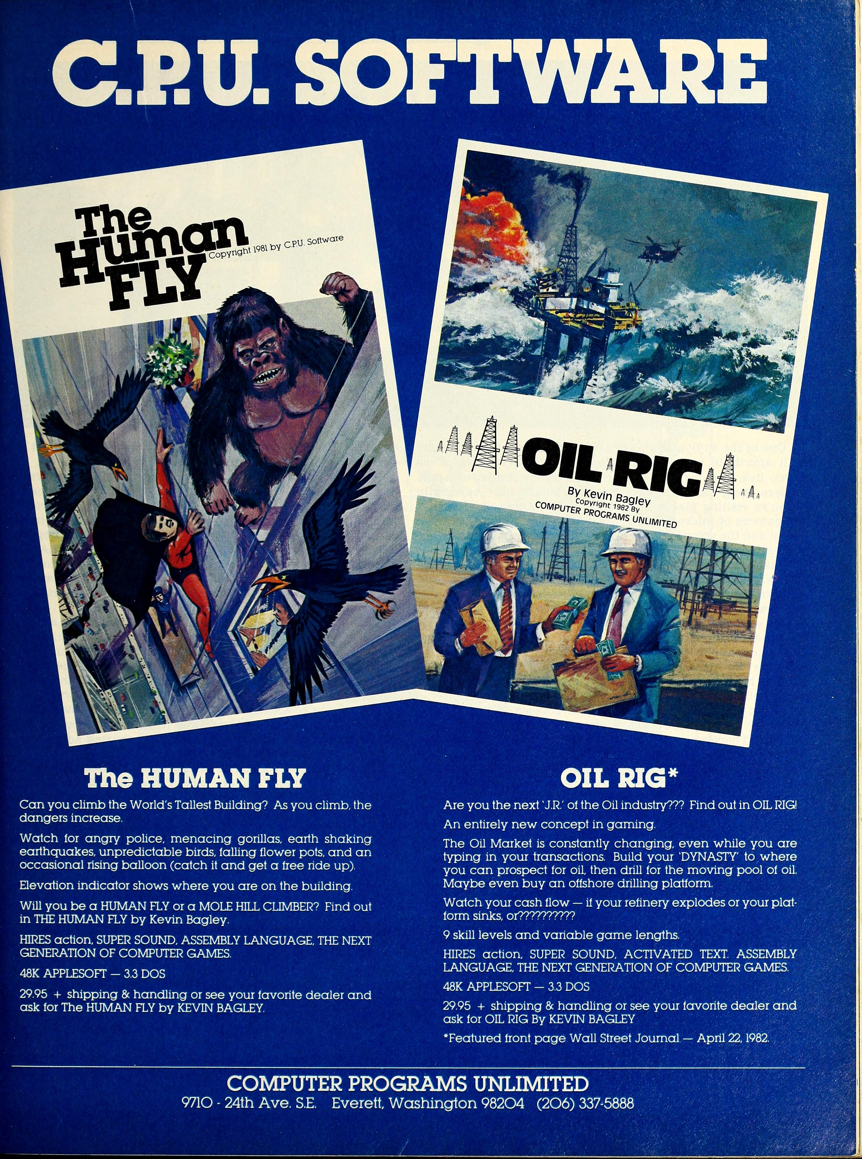 C.P.U. SOFTWARE
The
Human
FLY
Copyright 1981 by C.P.U. Software
OIL RIG
By Kevin Bagley
Copyright 1982 By
COMPUTER PROGRAMS UNLIMITED
The HUMAN FLY
Can you climb the World's Tallest Building? As you climb, the
dangers increase.
Watch for angry police, menacing gorillas, earth shaking
earthquakes, unpredictable birds, falling flower pots, and an
occasional rising balloon (catch it and get a free ride up).
Elevation indicator shows where you are on the building.
Will you be a HUMAN FLY or a MOLE HILL CLIMBER? Find out
in THE HUMAN FLY by Kevin Bagley.
HIRES action, SUPER SOUND, ASSEMBLY LANGUAGE, THE NEXT
GENERATION OF COMPUTER GAMES.
48K APPLESOFT — 3.3 DOS
29.95 + shipping & handling or see your favorite dealer and
ask for The HUMAN FLY by KEVIN BAGLEY.
OIL RIG*
Are you the next 'J.R.' of the Oil industry??? Find out in OIL RIG!
An entirely new concept in gaming.
The Oil Market is constantly changing, even while you are
typing in your transactions. Build your 'DYNASTY' to where
you can prospect for oil, then drill for the moving pool of oil.
Maybe even buy an offshore drilling platform.
Watch your cash flow — if your refinery explodes or your plat-
form sinks, or??????????
9 skill levels and variable game lengths.
HIRES action, SUPER SOUND, ACTIVATED TEXT. ASSEMBLY
LANGUAGE, THE NEXT GENERATION OF COMPUTER GAMES.
48K APPLESOFT — 3.3 DOS
29.95 + shipping & handling or see your favorite dealer and
ask for OIL RIG By KEVIN BAGLEY
*Featured front page Wall Street Journal — April 22, 1982.
COMPUTER PROGRAMS UNLIMITED
9710 - 24th Ave. S.E. Everett, Washington 98204 (206) 337-5888